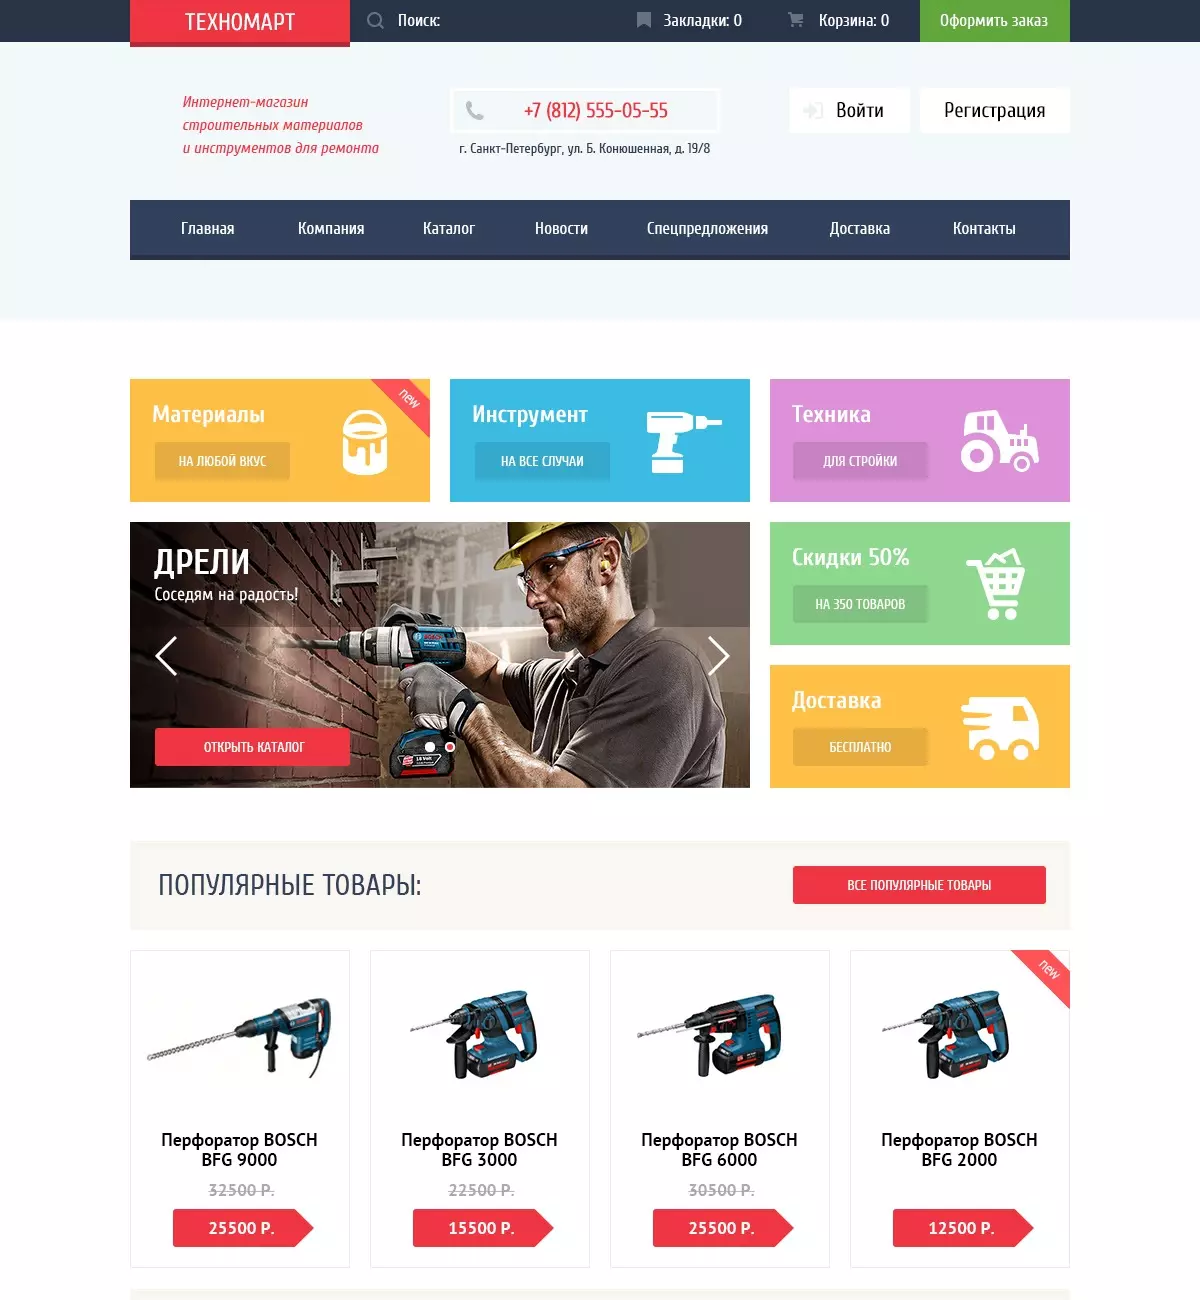 ТЕХНОМАРТ
Поиск:
Закладки: 0
Корзина: 0
Оформить заказ
Интернет-магазин
строительных материалов
и инструментов для ремонта
+7 (812) 555-05-55
г. Санкт-Петербург, ул. Б. Конюшенная, д. 19/8
Войти
Регистрация
Главная
Компания
Каталог
Новости
Спецпредложения
Доставка
Контакты
Материалы
НА ЛЮБОЙ ВКУС
new
Инструмент
НА ВСЕ СЛУЧАИ
Техника
ДЛЯ СТРОЙКИ
ДРЕЛИ
Соседям на радость!
ОТКРЫТЬ КАТАЛОГ
18 Volt
Скидки 50%
НА 350 ТОВАРОВ
Доставка
БЕСПЛАТНО
ПОПУЛЯРНЫЕ ТОВАРЫ:
ВСЕ ПОПУЛЯРНЫЕ ТОВАРЫ
Перфоратор BOSCH
BFG 9000
32500 Р.
25500 Р.
Перфоратор BOSCH
BFG 3000
22500 Р.
15500 Р.
Перфоратор BOSCH
BFG 6000
30500 Р.
25500 Р.
new
Перфоратор BOSCH
BFG 2000
12500 Р.